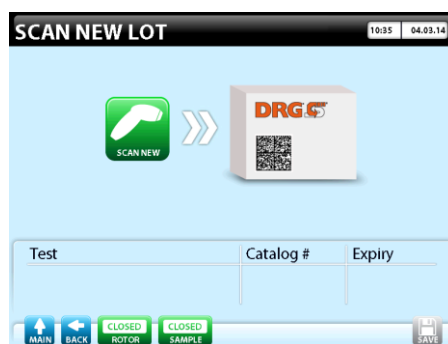 SCAN NEW LOT 10:35 04.03.14
SCAN NEW
DRG
Test Catalog # Expiry
MAIN BACK CLOSED ROTOR CLOSED SAMPLE SAVE